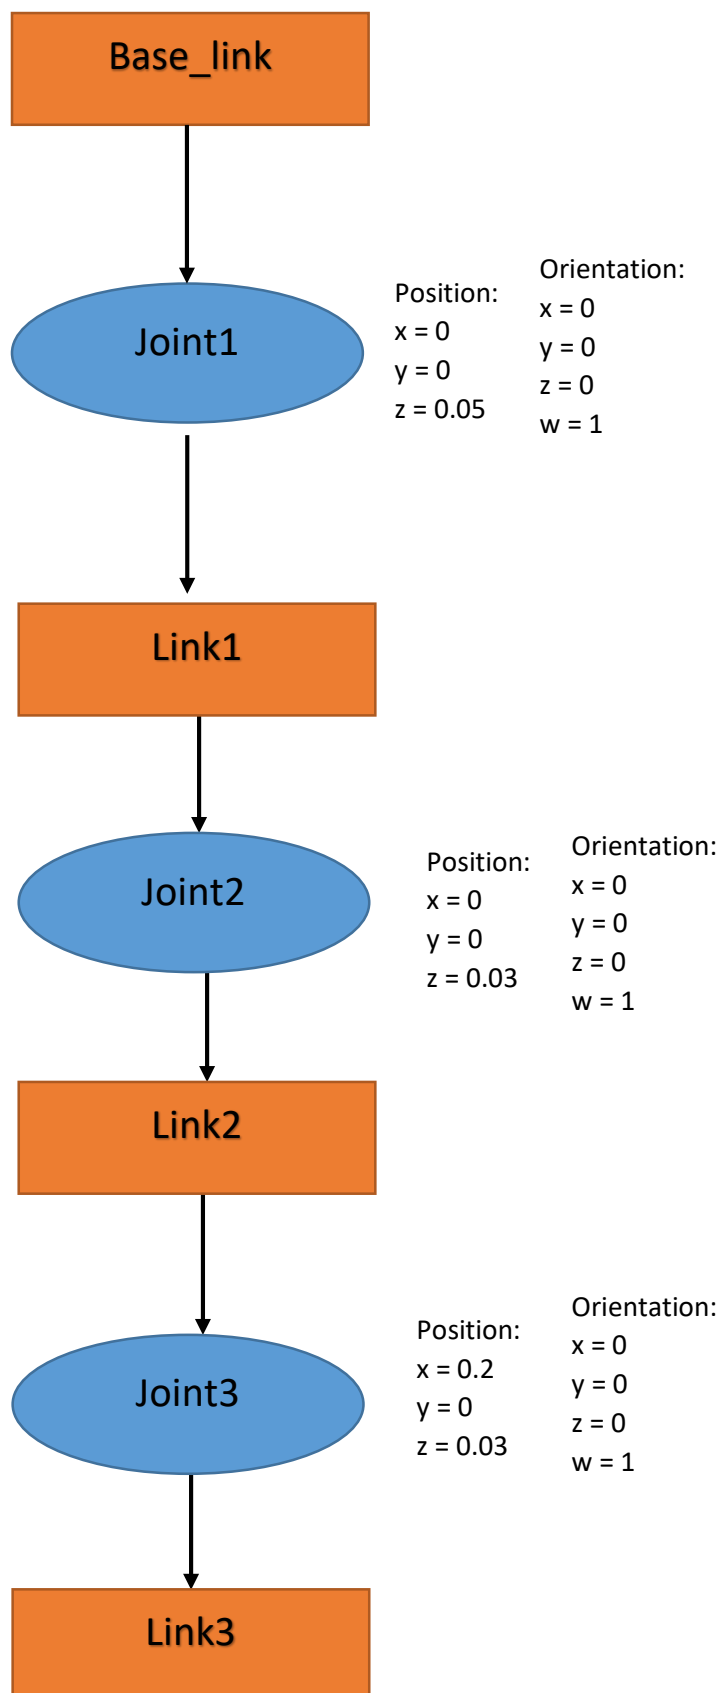 Base_link
Joint1
Position:
x = 0
y = 0
z = 0.05
Orientation:
x = 0
y = 0
z = 0
w = 1
Link1
Joint2
Position:
x = 0
y = 0
z = 0.03
Orientation:
x = 0
y = 0
z = 0
w = 1
Link2
Joint3
Position:
x = 0.2
y = 0
z = 0.03
Orientation:
x = 0
y = 0
z = 0
w = 1
Link3